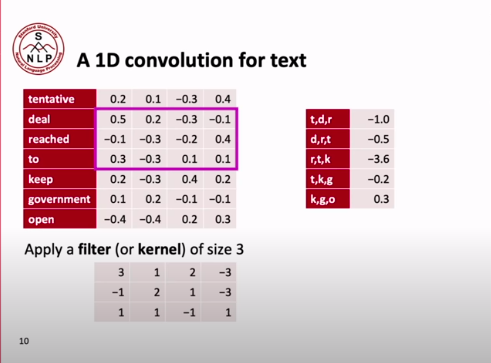 Stanford University
S
NLP
Natural Language Processing
A 1D convolution for text
tentative 0.2 0.1 −0.3 0.4
deal 0.5 0.2 −0.3 −0.1
reached −0.1 −0.3 −0.2 0.4
to 0.3 −0.3 0.1 0.1
keep 0.2 −0.3 0.4 0.2
government 0.1 0.2 −0.1 −0.1
open −0.4 −0.4 0.2 0.3
t,d,r −1.0
d,r,t −0.5
r,t,k −3.6
t,k,g −0.2
k,g,o 0.3
Apply a filter (or kernel) of size 3
3 1 2 −3
−1 2 1 −3
1 1 −1 1
10